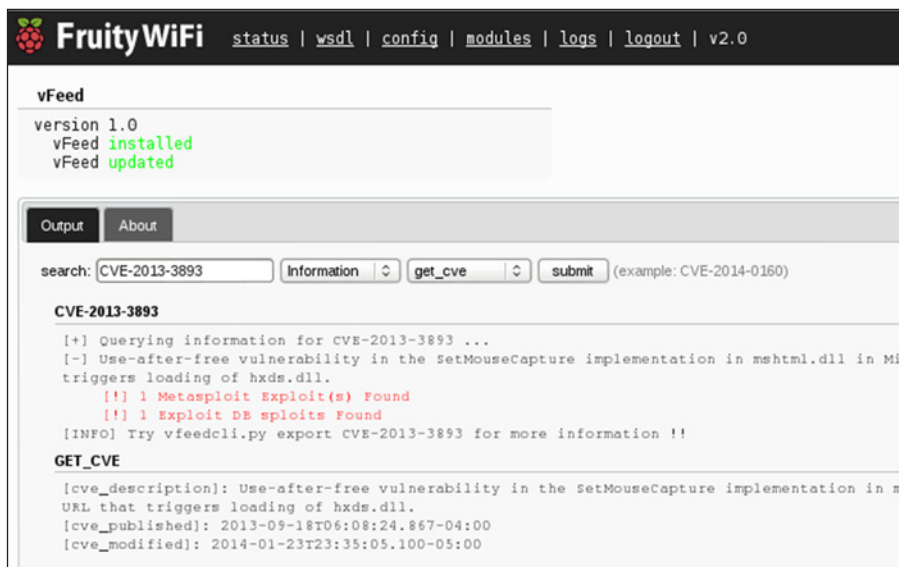 FruityWiFi status | wsdl | config | modules | logs | logout | v2.0
vFeed
version 1.0
vFeed installed
vFeed updated
Output About
search: CVE-2013-3893 Information get_cve submit (example: CVE-2014-0160)
CVE-2013-3893
[+] Querying information for CVE-2013-3893 ...
[-] Use-after-free vulnerability in the SetMouseCapture implementation in mshtml.dll in Mi
triggers loading of hxds.dll.
[!] 1 Metasploit Exploit(s) Found
[!] 1 Exploit DB sploits Found
[INFO] Try vfeedcli.py export CVE-2013-3893 for more information !!
GET_CVE
[cve_description]: Use-after-free vulnerability in the SetMouseCapture implementation in m
URL that triggers loading of hxds.dll.
[cve_published]: 2013-09-18T06:08:24.867-04:00
[cve_modified]: 2014-01-23T23:35:05.100-05:00